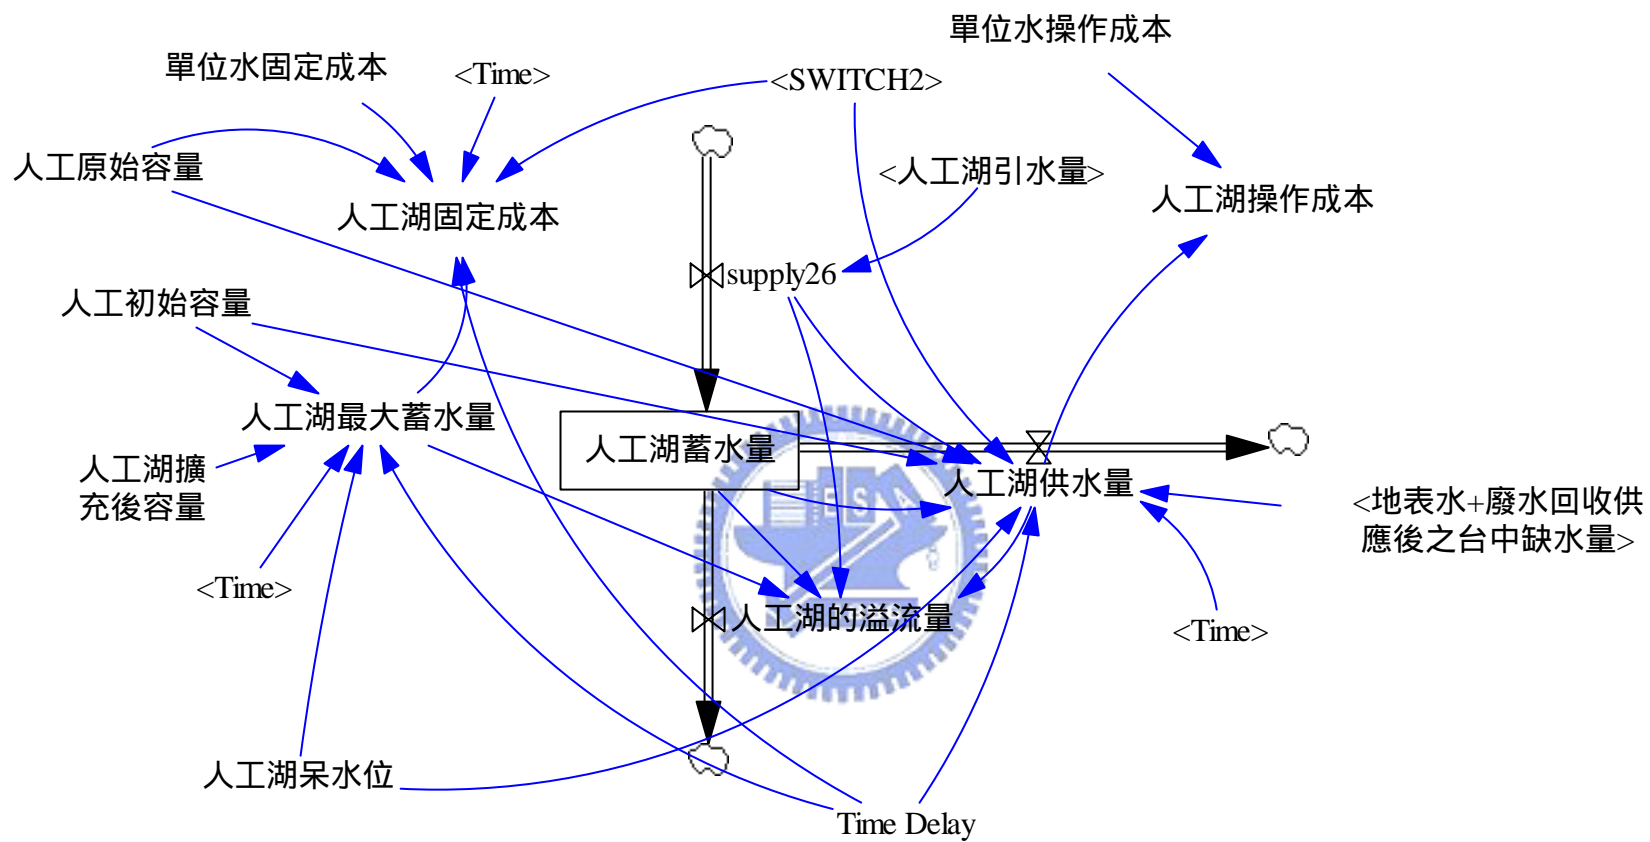 單位水操作成本
單位水固定成本
<Time>
<SWITCH2>
人工原始容量
<人工湖引水量>
人工湖操作成本
人工湖固定成本
supply26
人工初始容量
人工湖最大蓄水量
人工湖蓄水量
人工湖擴
充後容量
人工湖供水量
<地表水+廢水回收供
應後之台中缺水量>
<Time>
人工湖的溢流量
<Time>
人工湖呆水位
Time Delay
ESA